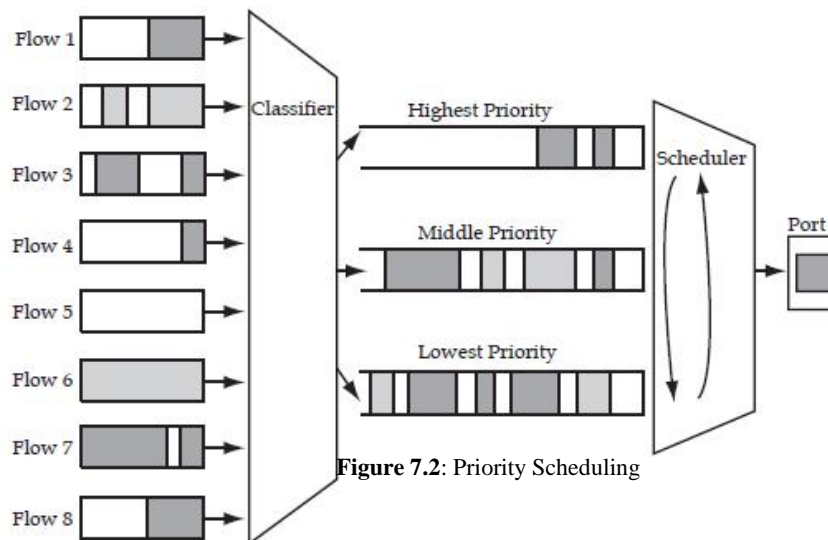 Flow 1
Flow 2
Flow 3
Flow 4
Flow 5
Flow 6
Flow 7
Flow 8
Classifier
Highest Priority
Middle Priority
Lowest Priority
Scheduler
Port
Figure 7.2: Priority Scheduling